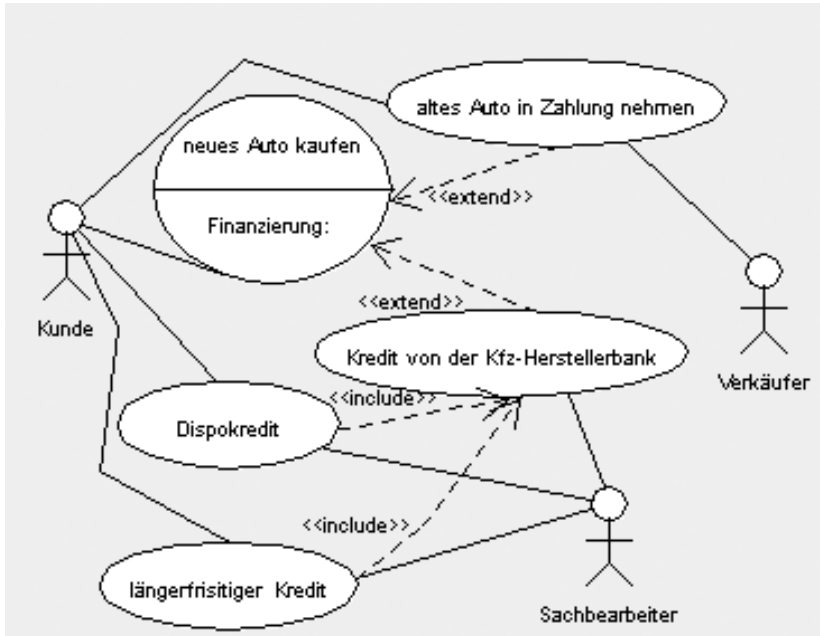 altes Auto in Zahlung nehmen
neues Auto kaufen
<<extend>>
Finanzierung:
<<extend>>
Kunde
Kredit von der Kfz-Herstellerbank
Verkäufer
<<include>>
Dispokredit
<<include>>
längerfrisitiger Kredit
Sachbearbeiter